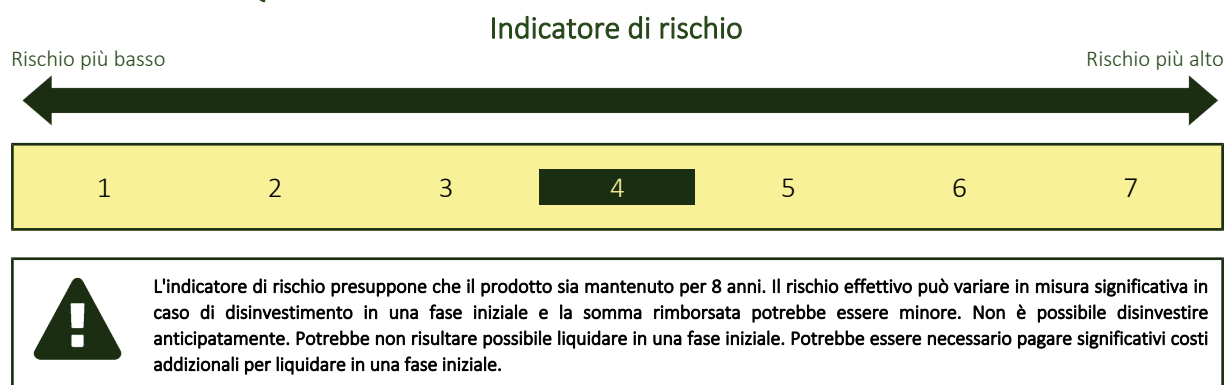 Indicatore di rischio
Rischio più basso
Rischio più alto
1 2 3 4 5 6 7
L'indicatore di rischio presuppone che il prodotto sia mantenuto per 8 anni. Il rischio effettivo può variare in misura significativa in
caso di disinvestimento in una fase iniziale e la somma rimborsata potrebbe essere minore. Non è possibile disinvestire
anticipatamente. Potrebbe non risultare possibile liquidare in una fase iniziale. Potrebbe essere necessario pagare significativi costi
addizionali per liquidare in una fase iniziale.